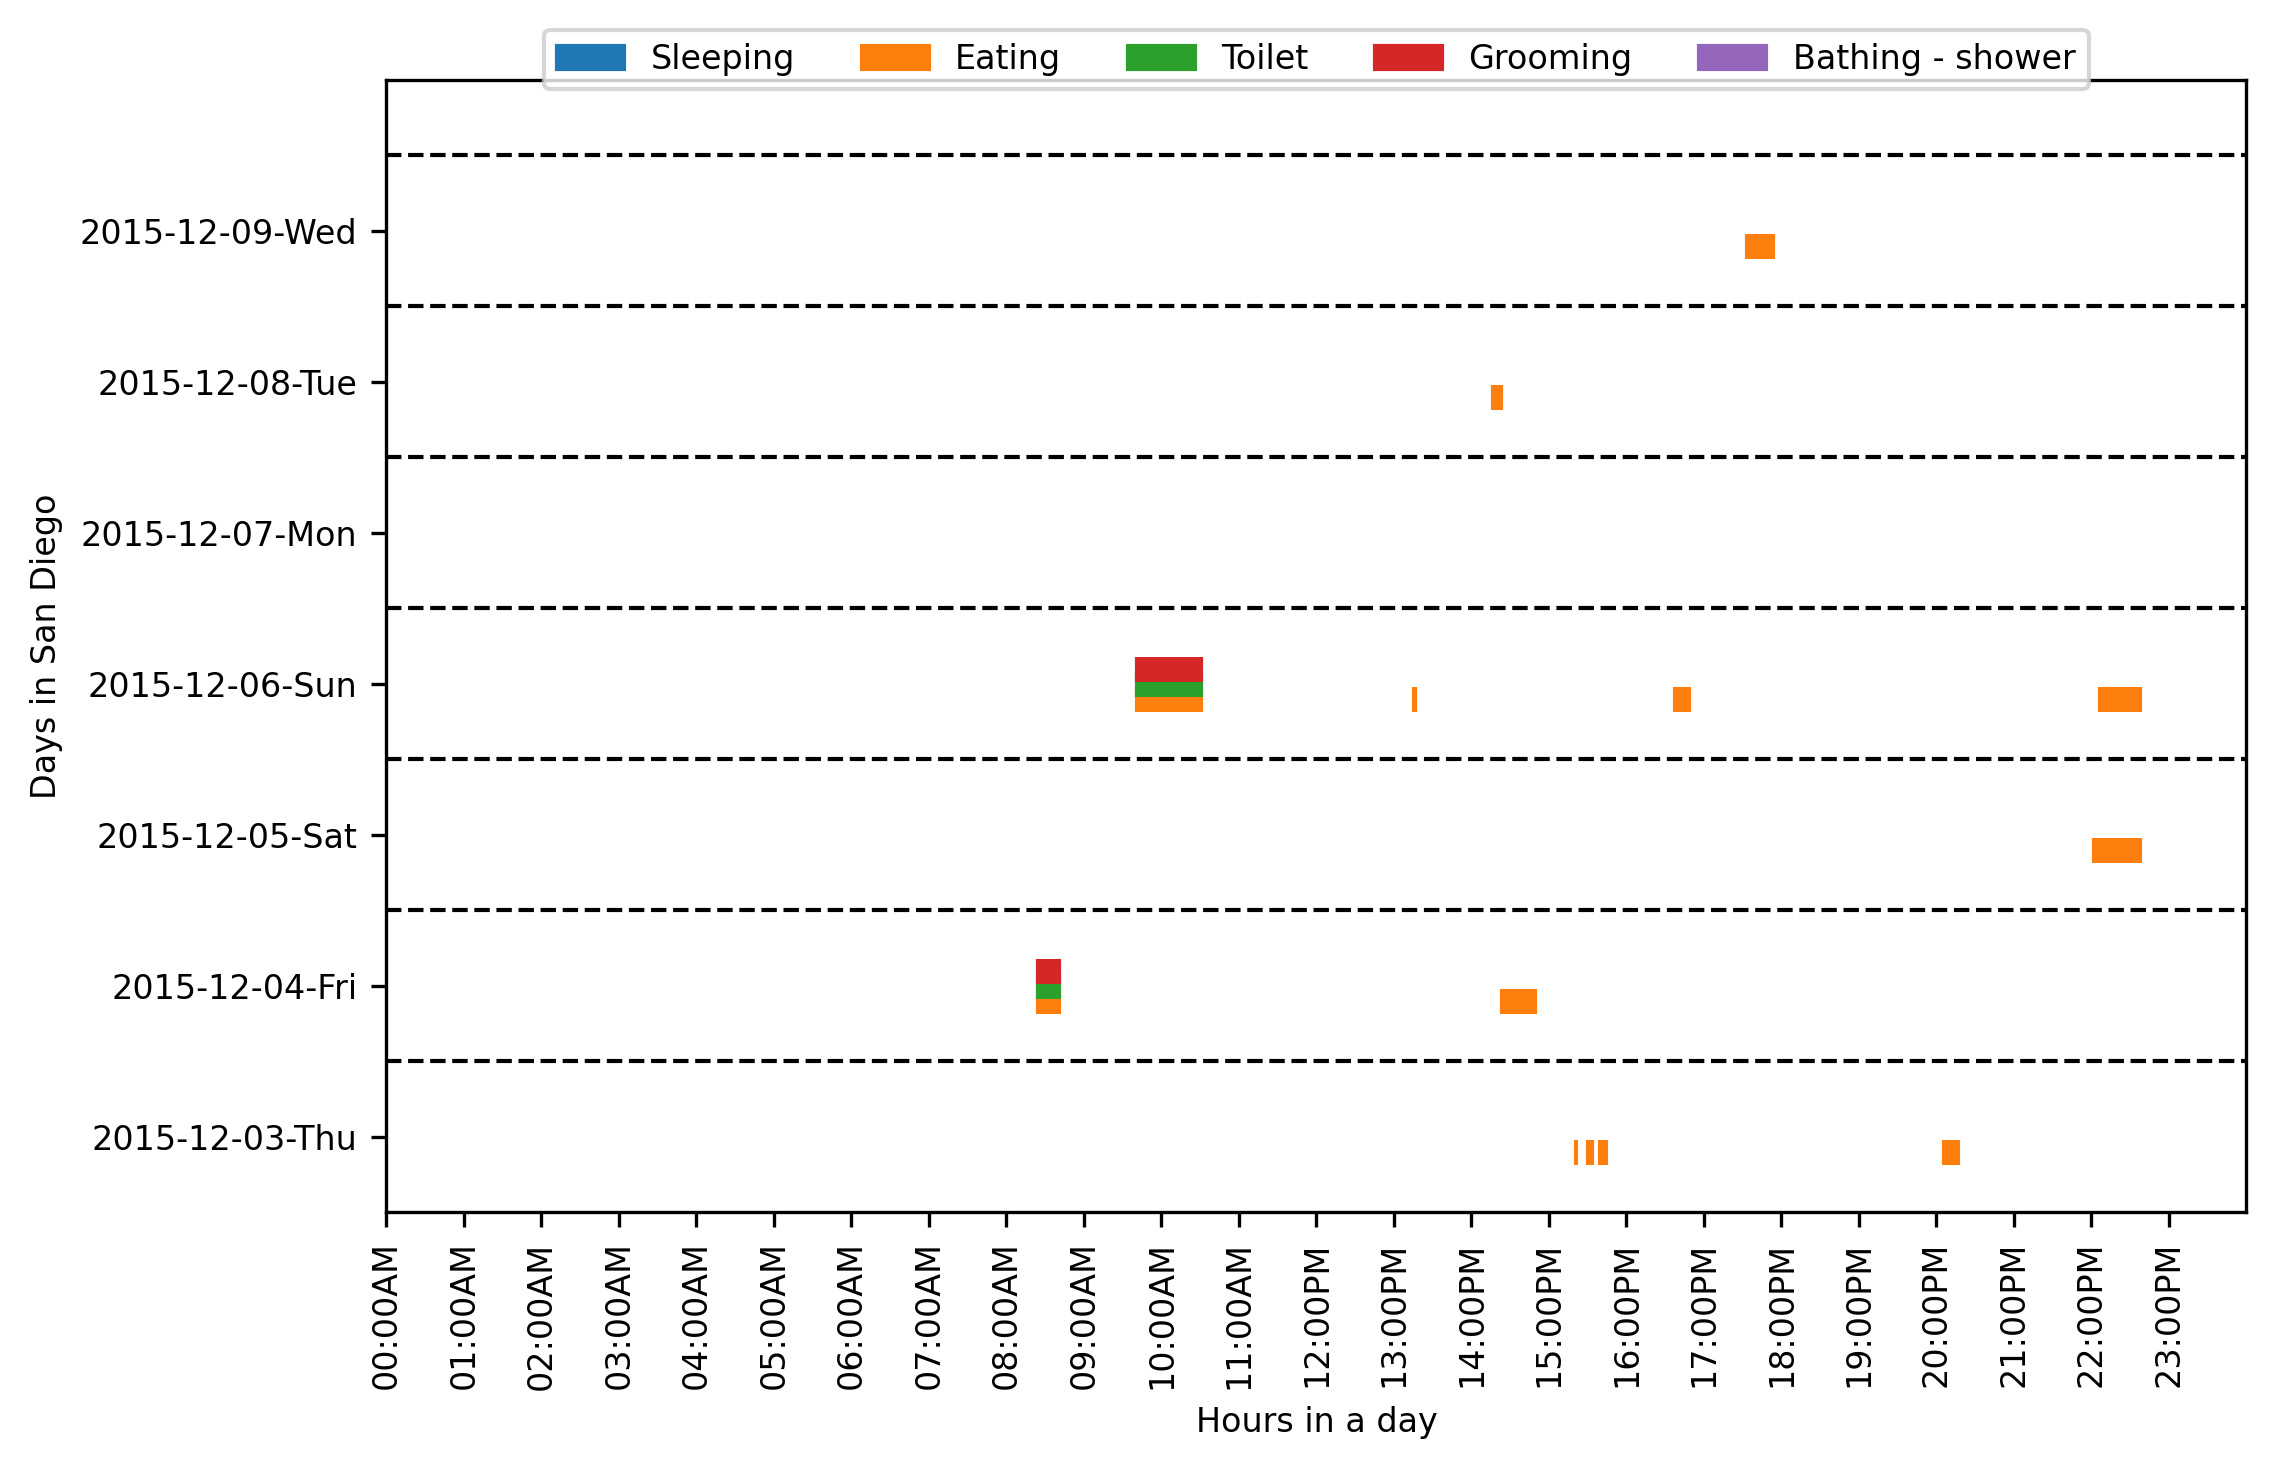 Sleeping Eating Toilet Grooming Bathing - shower
2015-12-09-Wed
2015-12-08-Tue
2015-12-07-Mon
2015-12-06-Sun
2015-12-05-Sat
2015-12-04-Fri
2015-12-03-Thu
Days in San Diego
00:00AM
01:00AM
02:00AM
03:00AM
04:00AM
05:00AM
06:00AM
07:00AM
08:00AM
09:00AM
10:00AM
11:00AM
12:00PM
13:00PM
14:00PM
15:00PM
16:00PM
17:00PM
18:00PM
19:00PM
20:00PM
21:00PM
22:00PM
23:00PM
Hours in a day